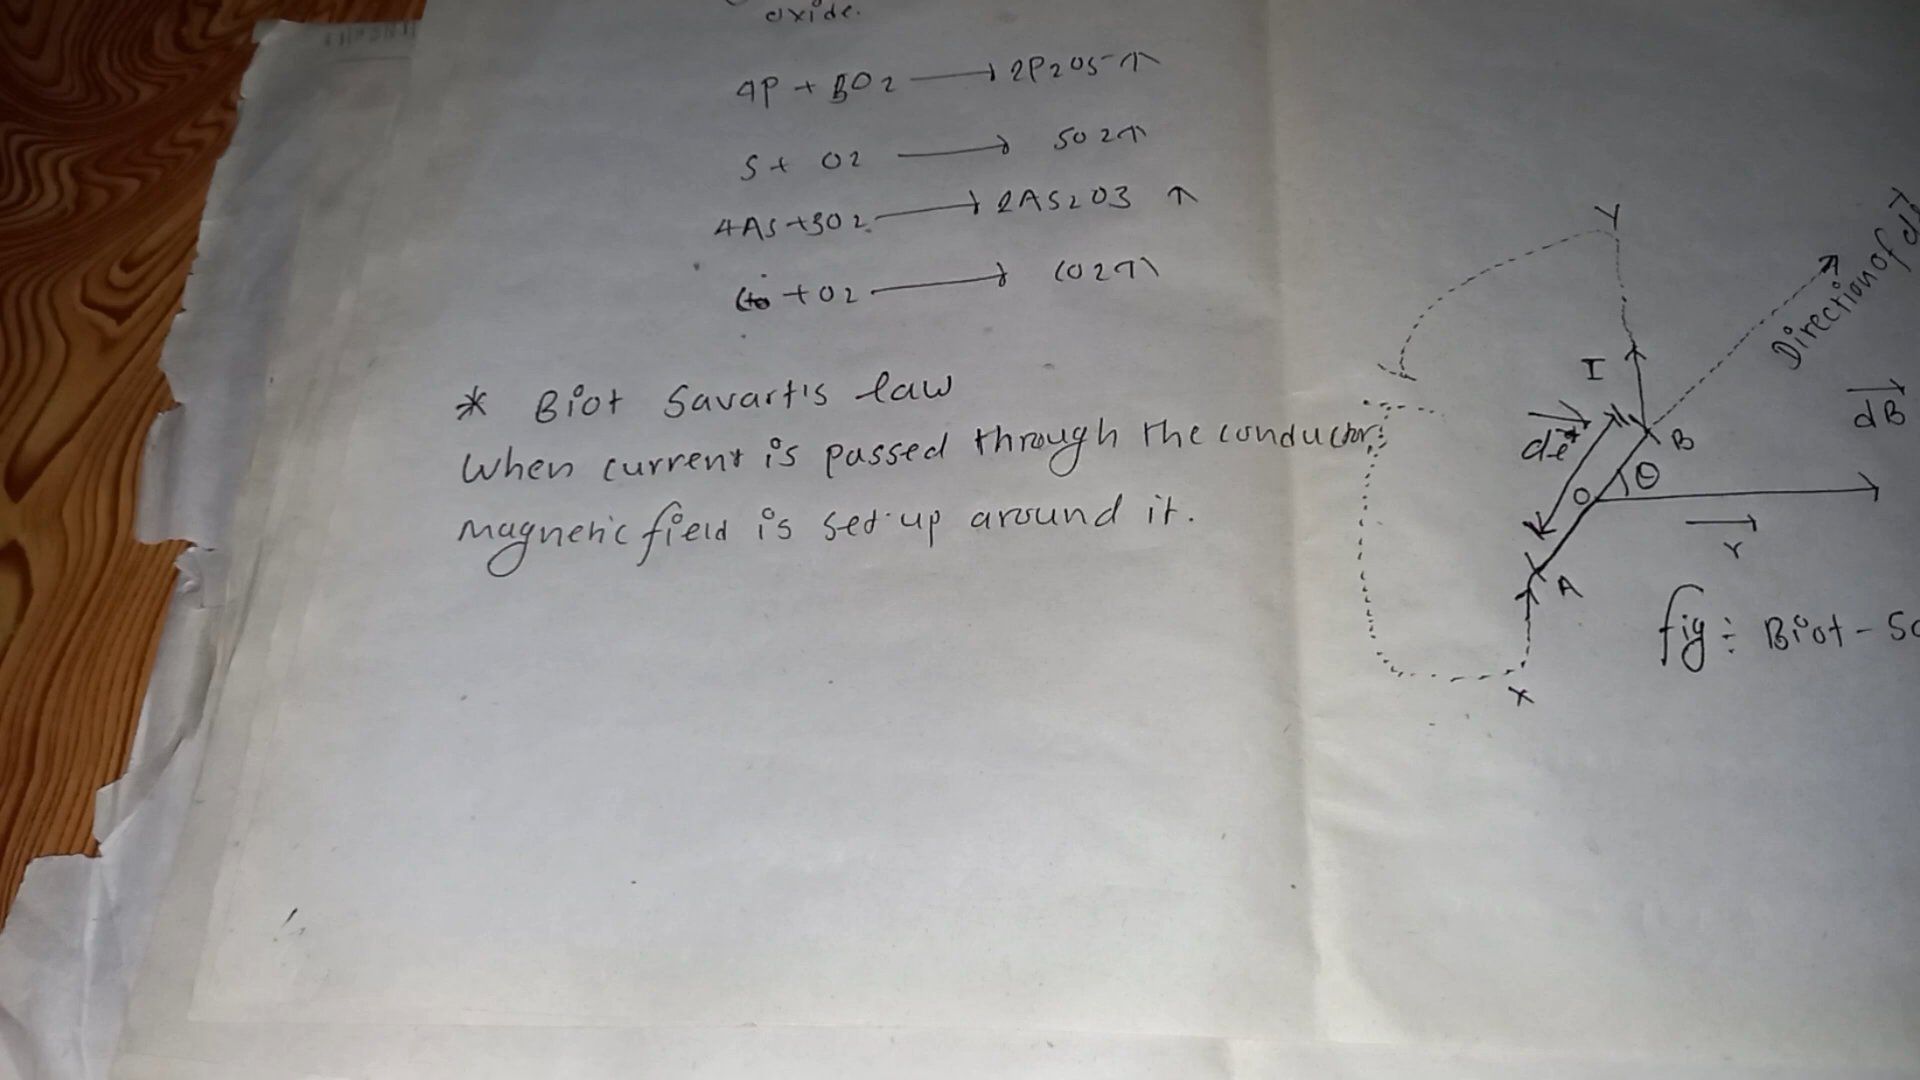 oxide.
4P + 5O2 → 2P2O5 ↑
S + O2 → SO2 ↑
4As + 3O2 → 2As2O3 ↑
+ O2 → CO2 ↑
* Biot Savart's law
When current is passed through the conductor;
magnetic field is set up around it.
Y
Direction of
I
dl
B
dB
O
θ
r
A
fig : Biot -
X